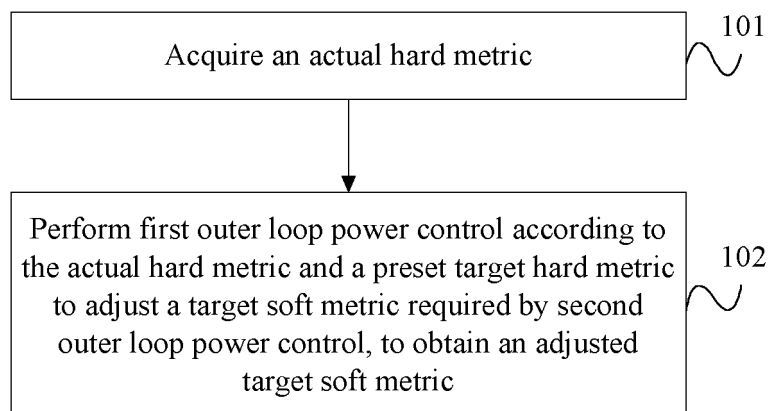 101
Acquire an actual hard metric
Perform first outer loop power control according to
the actual hard metric and a preset target hard metric
to adjust a target soft metric required by second
outer loop power control, to obtain an adjusted
target soft metric
102